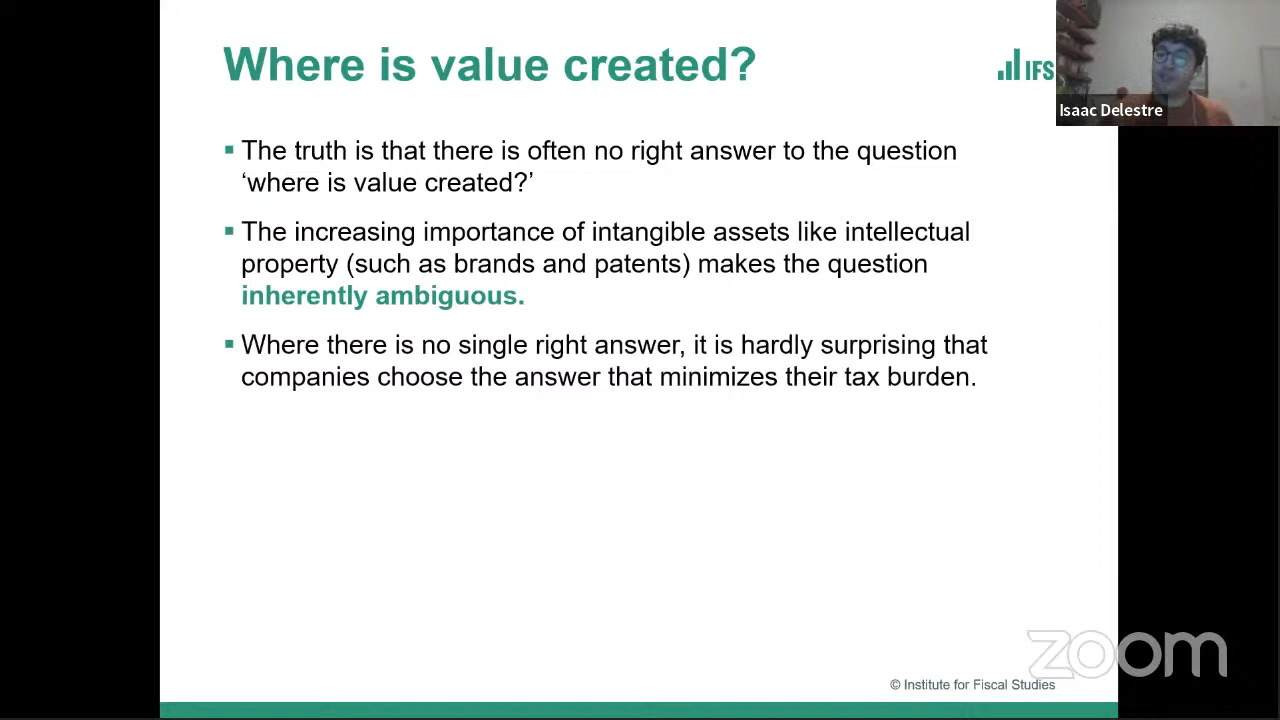 Where is value created?
IFS
Isaac Delestre
▪ The truth is that there is often no right answer to the question
‘where is value created?’
▪ The increasing importance of intangible assets like intellectual
property (such as brands and patents) makes the question
inherently ambiguous.
▪ Where there is no single right answer, it is hardly surprising that
companies choose the answer that minimizes their tax burden.
zoom
© Institute for Fiscal Studies